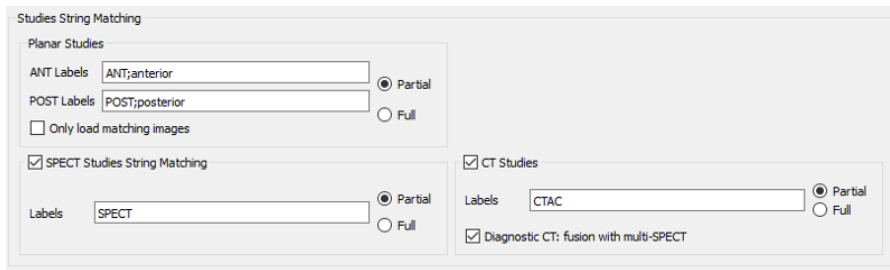 Studies String Matching
Planar Studies
ANT Labels ANT;anterior
Partial
POST Labels POST;posterior
Full
Only load matching images
SPECT Studies String Matching
Labels SPECT
Partial
Full
CT Studies
Labels CTAC
Partial
Full
Diagnostic CT: fusion with multi-SPECT